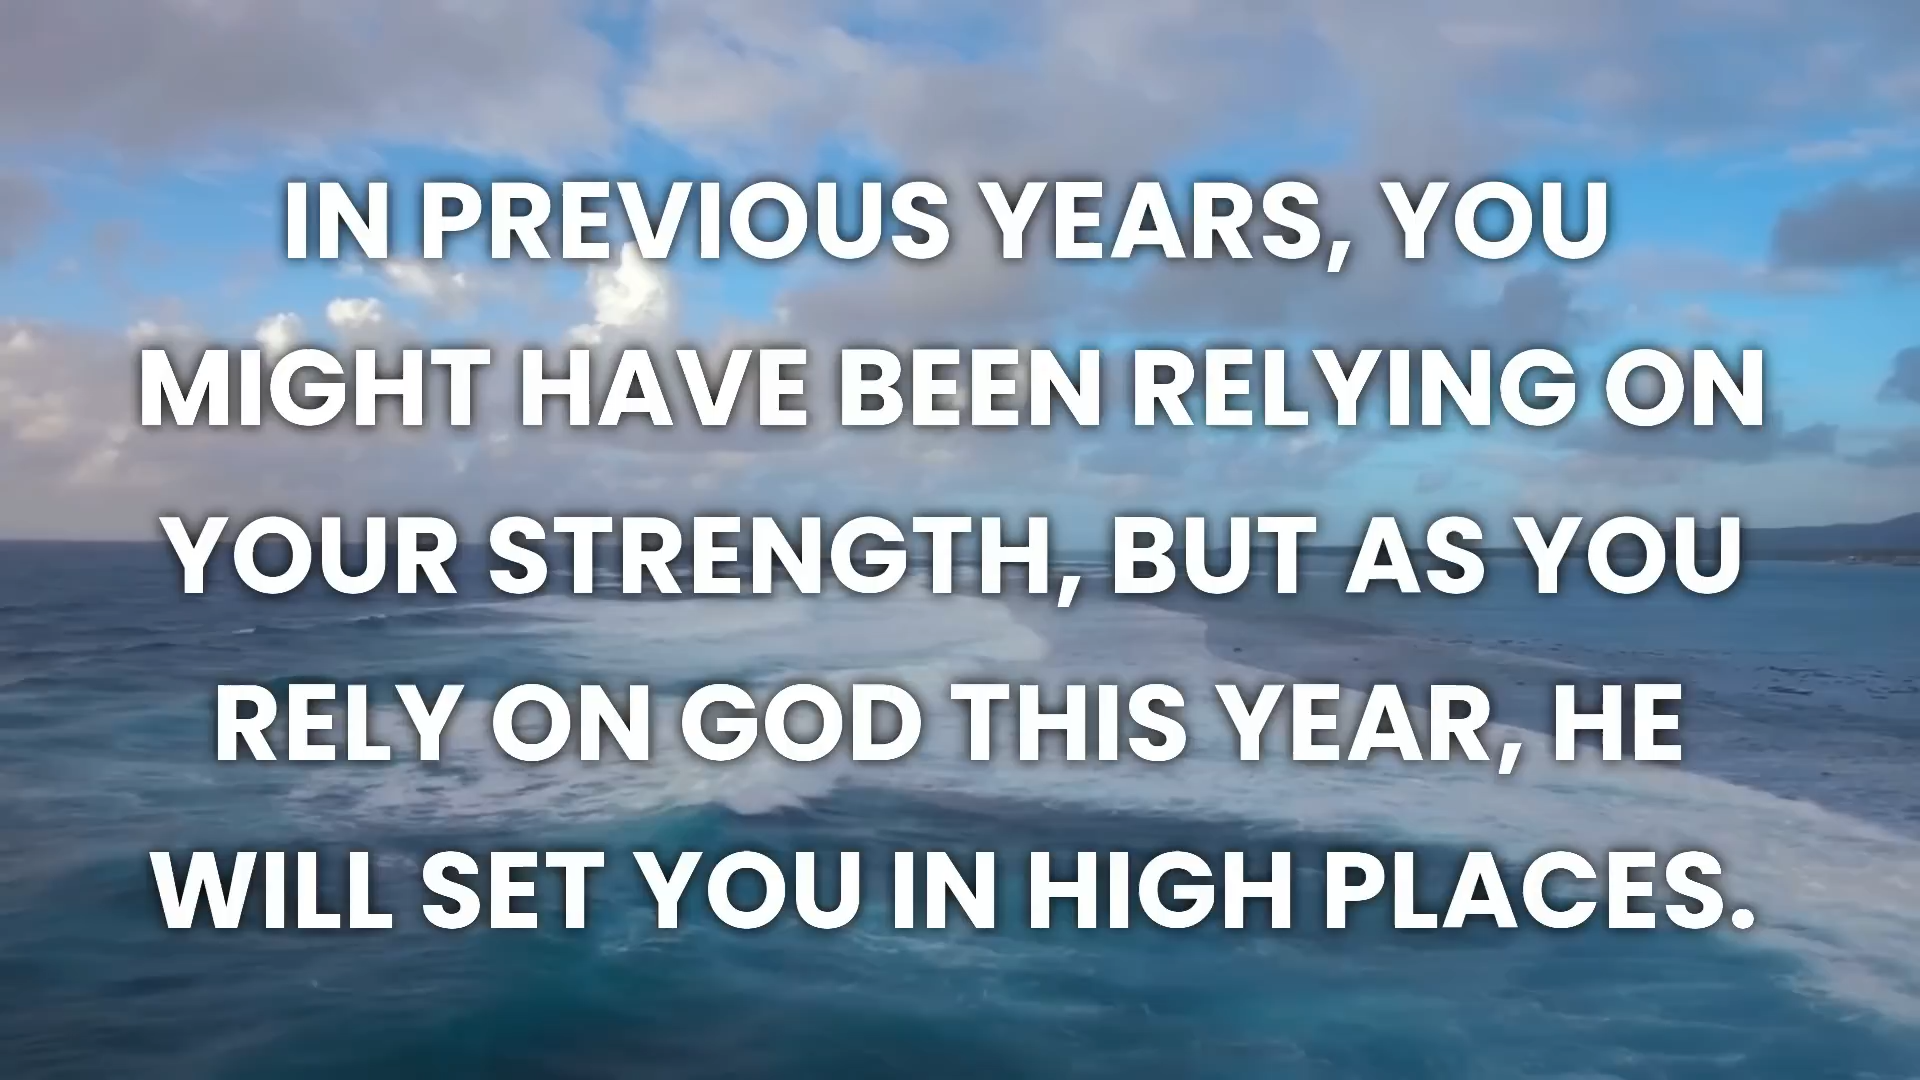 IN PREVIOUS YEARS, YOU
MIGHT HAVE BEEN RELYING ON
YOUR STRENGTH, BUT AS YOU
RELY ON GOD THIS YEAR, HE
WILL SET YOU IN HIGH PLACES.